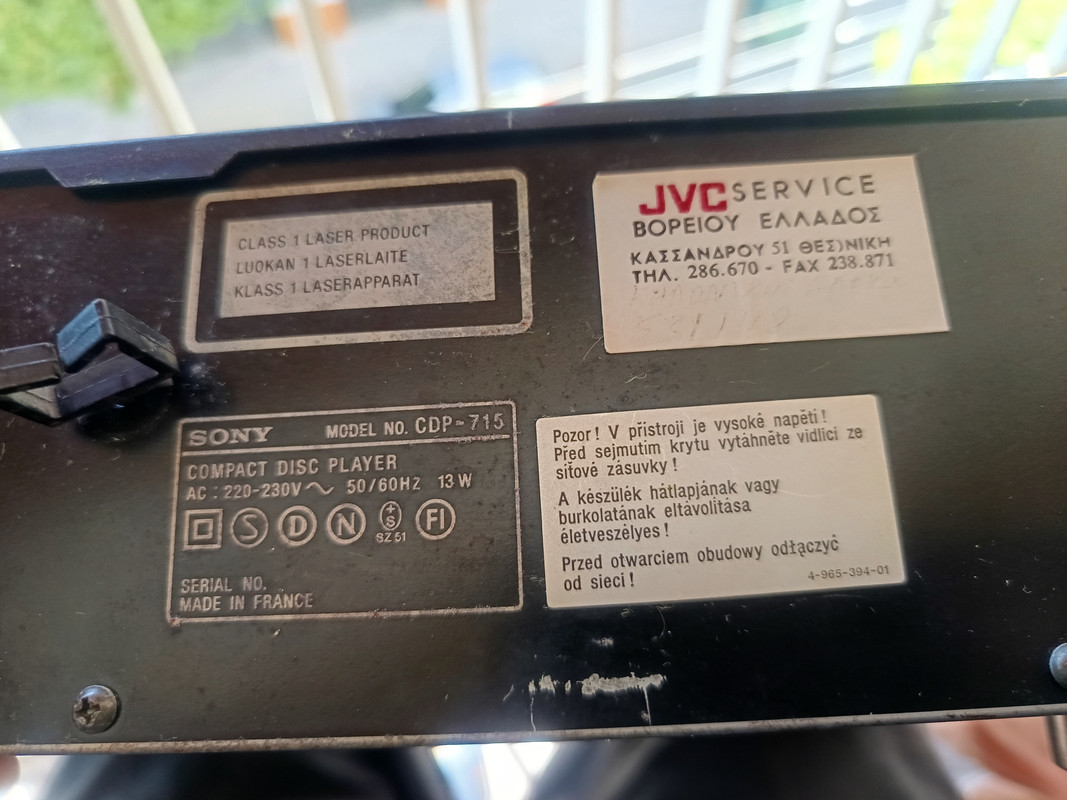 CLASS 1 LASER PRODUCT
LUOKAN 1 LASERLAITE
KLASS 1 LASERAPPARAT
JVC SERVICE
ΒΟΡΕΙΟΥ ΕΛΛΑΔΟΣ
ΚΑΣΣΑΝΔΡΟΥ 51 ΘΕΣ)ΝΙΚΗ
ΤΗΛ. 286.670 - FAX 238.871
SONY MODEL NO. CDP-715
COMPACT DISC PLAYER
AC : 220-230V ~ 50/60HZ 13 W
S D N +S FI
SZ 51
SERIAL NO.
MADE IN FRANCE
Pozor! V přístroji je vysoké napětí!
Před sejmutím krytu vytáhněte vidlici ze
síťové zásuvky!
A készülék hátlapjának vagy
burkolatának eltávolítása
életveszélyes!
Przed otwarciem obudowy odłączyć
od sieci!
4-965-394-01